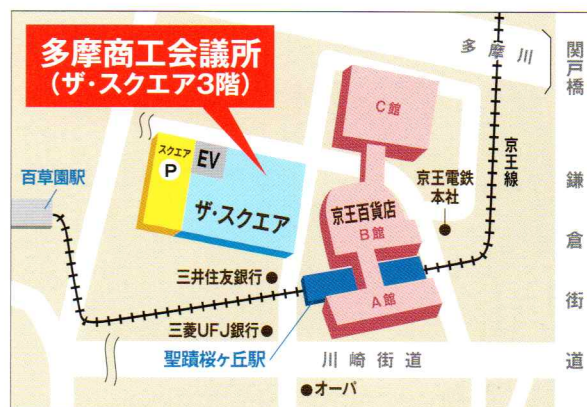 多摩商工会議所
(ザ・スクエア3階)
多摩川
関戸橋
鎌倉街道
C館
スクエア
P
EV
ザ・スクエア
百草園駅
京王線
京王電鉄
本社
京王百貨店
B館
三井住友銀行
A館
三菱UFJ銀行
聖蹟桜ヶ丘駅
川崎街道
オーパ